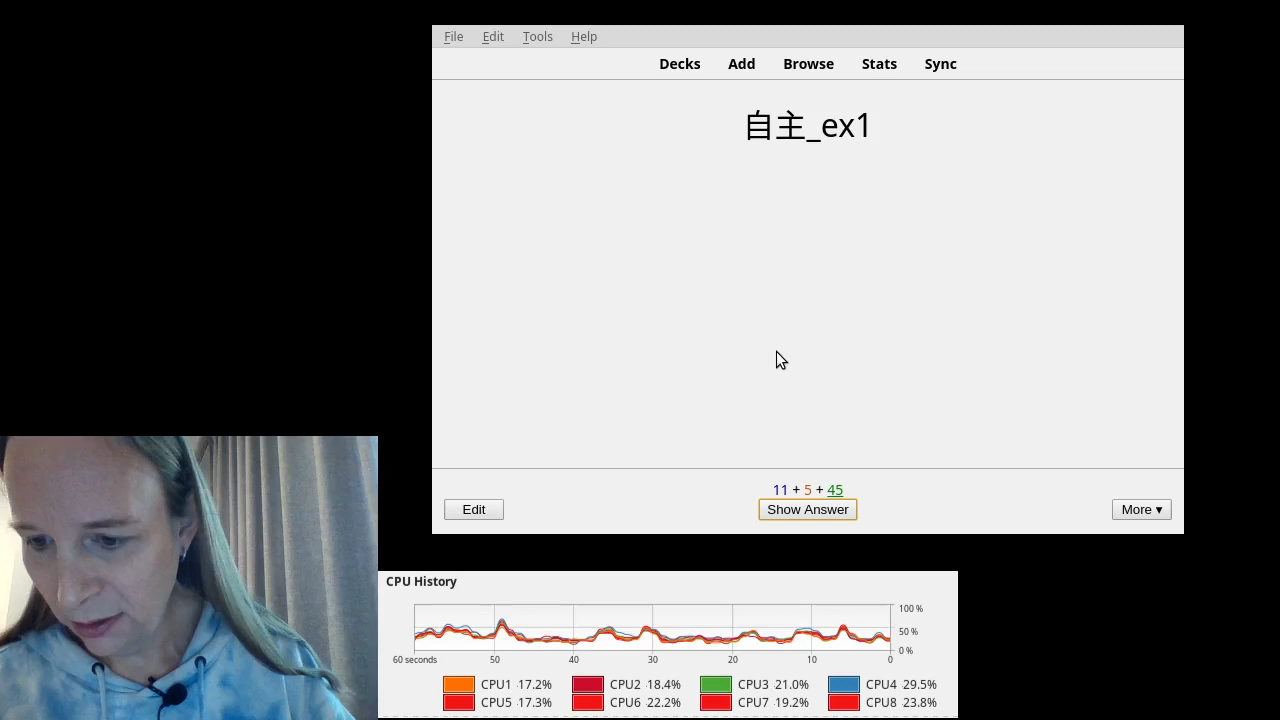 File Edit Tools Help
Decks Add Browse Stats Sync
自主_ex1
11 + 5 + 45
Edit Show Answer More ▾
CPU History
100 %
50 %
0 %
60 seconds 50 40 30 20 10 0
CPU1 17.2% CPU2 18.4% CPU3 21.0% CPU4 29.5%
CPU5 17.3% CPU6 22.2% CPU7 19.2% CPU8 23.8%